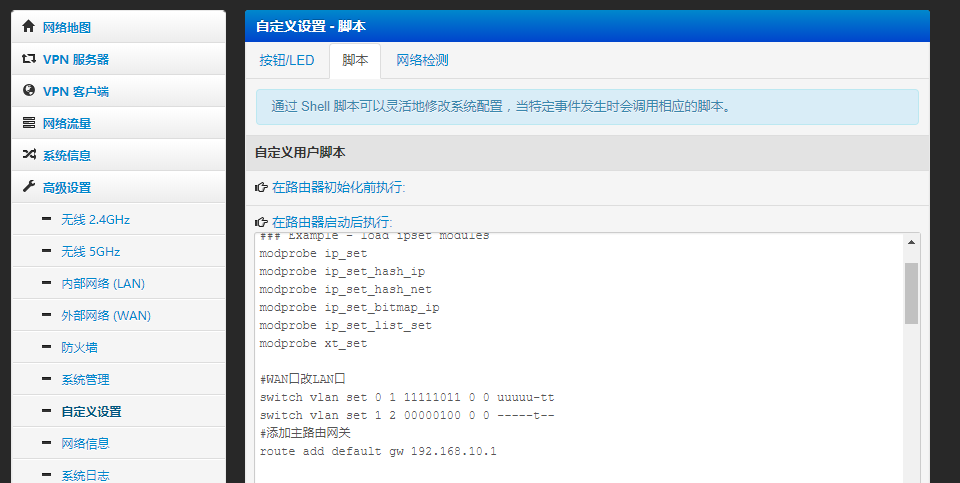 网络地图
VPN 服务器
VPN 客户端
网络流量
系统信息
高级设置
无线 2.4GHz
无线 5GHz
内部网络 (LAN)
外部网络 (WAN)
防火墙
系统管理
自定义设置
网络信息
系统日志
自定义设置 - 脚本
按钮/LED
脚本
网络检测
通过 Shell 脚本可以灵活地修改系统配置，当特定事件发生时会调用相应的脚本。
自定义用户脚本
在路由器初始化前执行:
在路由器启动后执行:
### Example - load ipset modules
modprobe ip_set
modprobe ip_set_hash_ip
modprobe ip_set_hash_net
modprobe ip_set_bitmap_ip
modprobe ip_set_list_set
modprobe xt_set
#WAN口改LAN口
switch vlan set 0 1 11111011 0 0 uuuuu-tt
switch vlan set 1 2 00000100 0 0 -----t--
#添加主路由网关
route add default gw 192.168.10.1